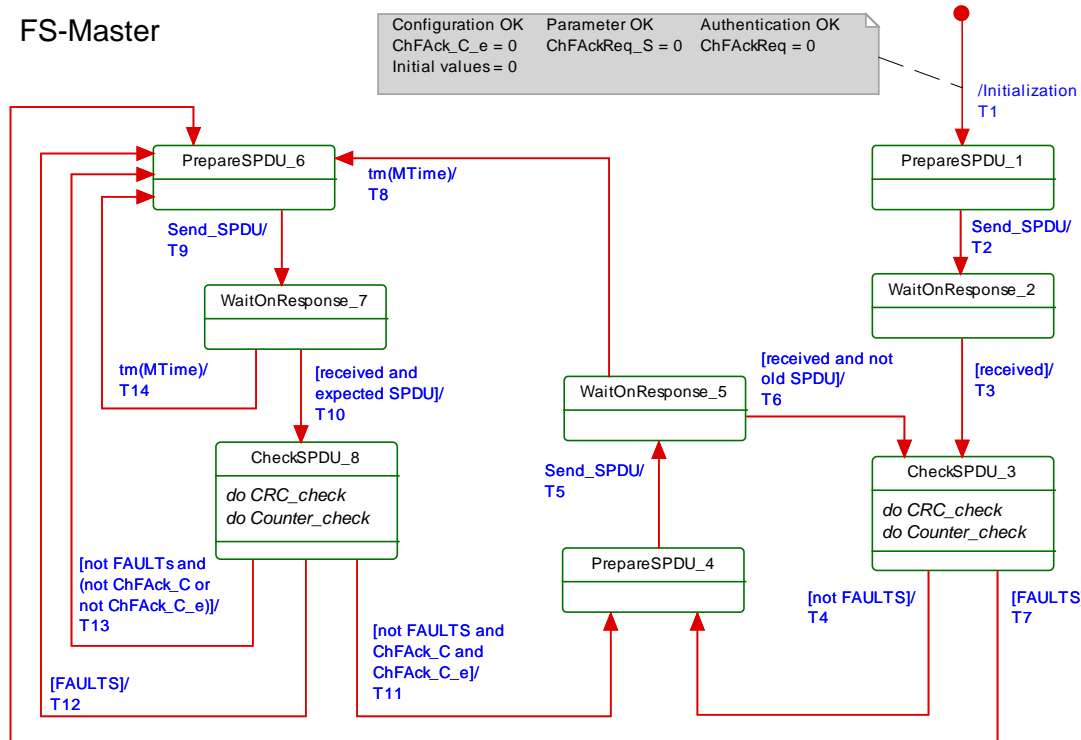 FS-Master
Configuration OK Parameter OK Authentication OK
ChFAck_C_e = 0 ChFAckReq_S = 0 ChFAckReq = 0
Initial values = 0
/Initialization
T1
PrepareSPDU_6
PrepareSPDU_1
tm(MTime)/
T8
Send_SPDU/
T9
Send_SPDU/
T2
WaitOnResponse_7
WaitOnResponse_2
tm(MTime)/
T14
[received and
expected SPDU]/
T10
[received and not
old SPDU]/
T6
[received]/
T3
WaitOnResponse_5
CheckSPDU_8
do CRC_check
do Counter_check
Send_SPDU/
T5
CheckSPDU_3
do CRC_check
do Counter_check
PrepareSPDU_4
[not FAULTs and
(not ChFAck_C or
not ChFAck_C_e)]/
T13
[not FAULTS]/
T4
[FAULTS
T7
[not FAULTS and
ChFAck_C and
ChFAck_C_e]/
T11
[FAULTS]/
T12